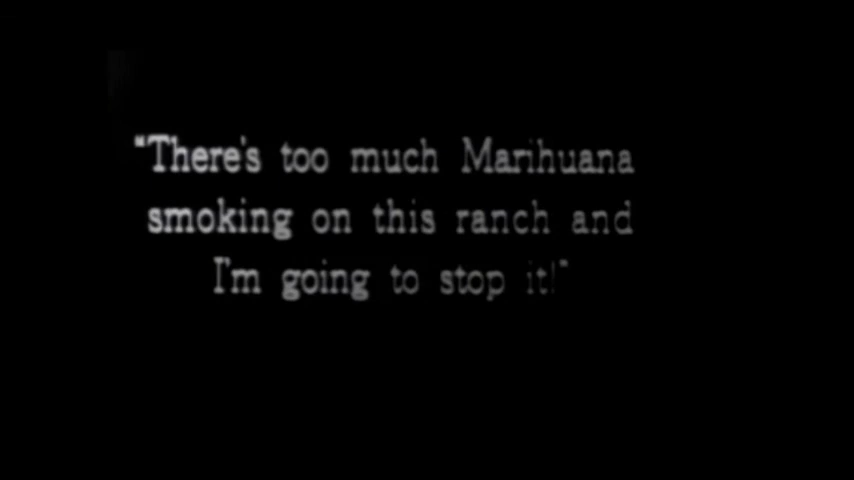 "There's too much Marihuana
smoking on this ranch and
I'm going to stop it!"